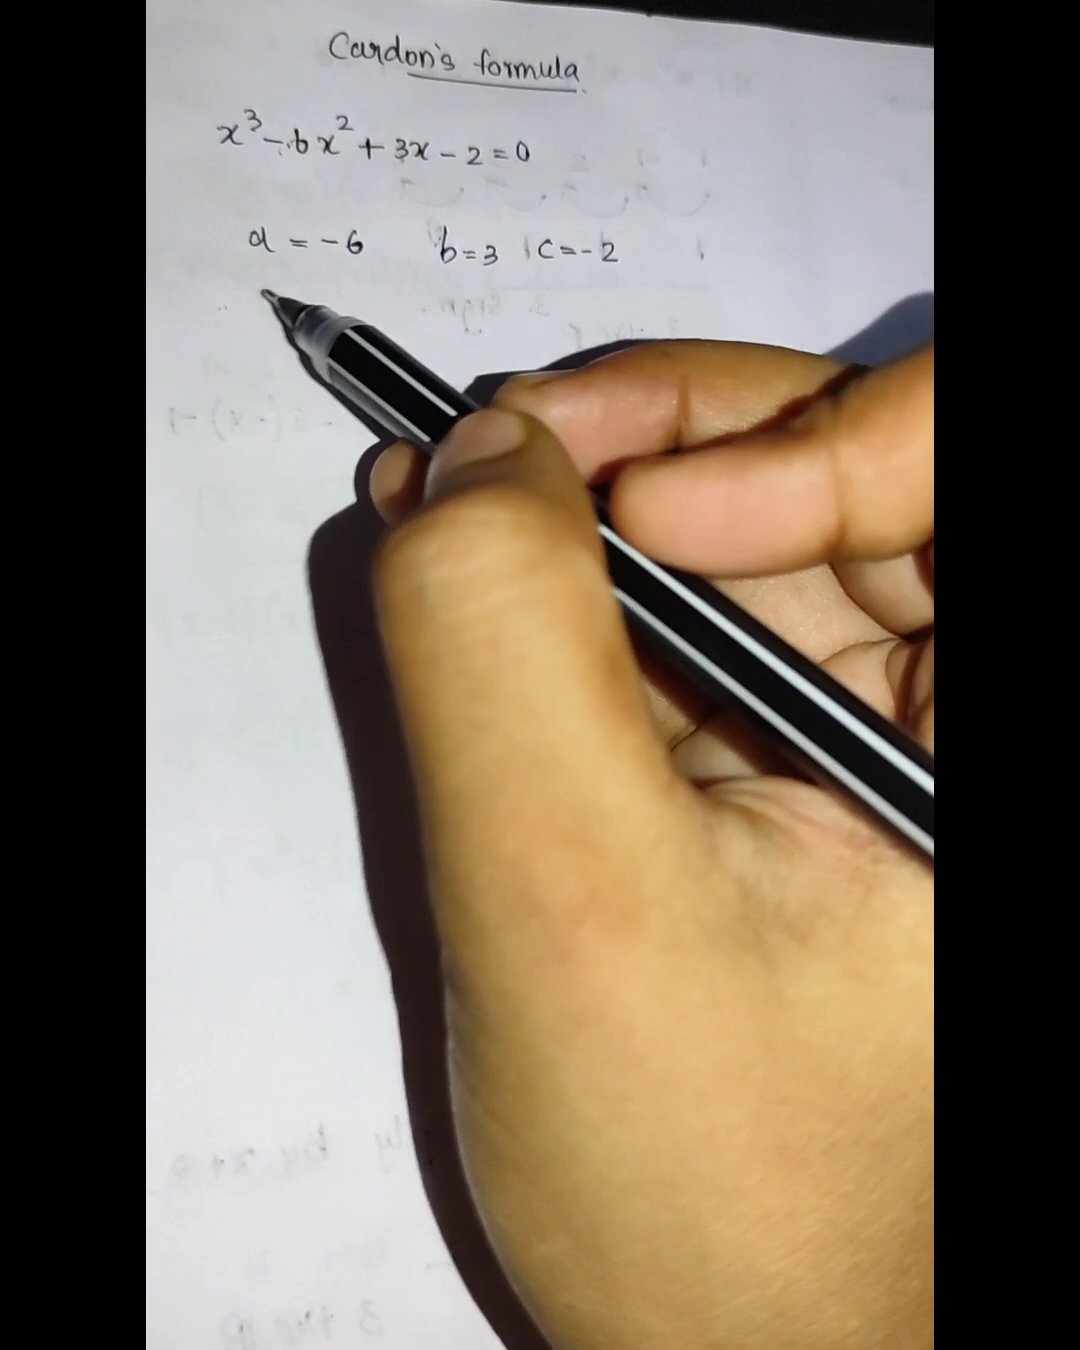 Cardon's formula
x³ - 6x² + 3x - 2 = 0
a = -6 b = 3 c = -2